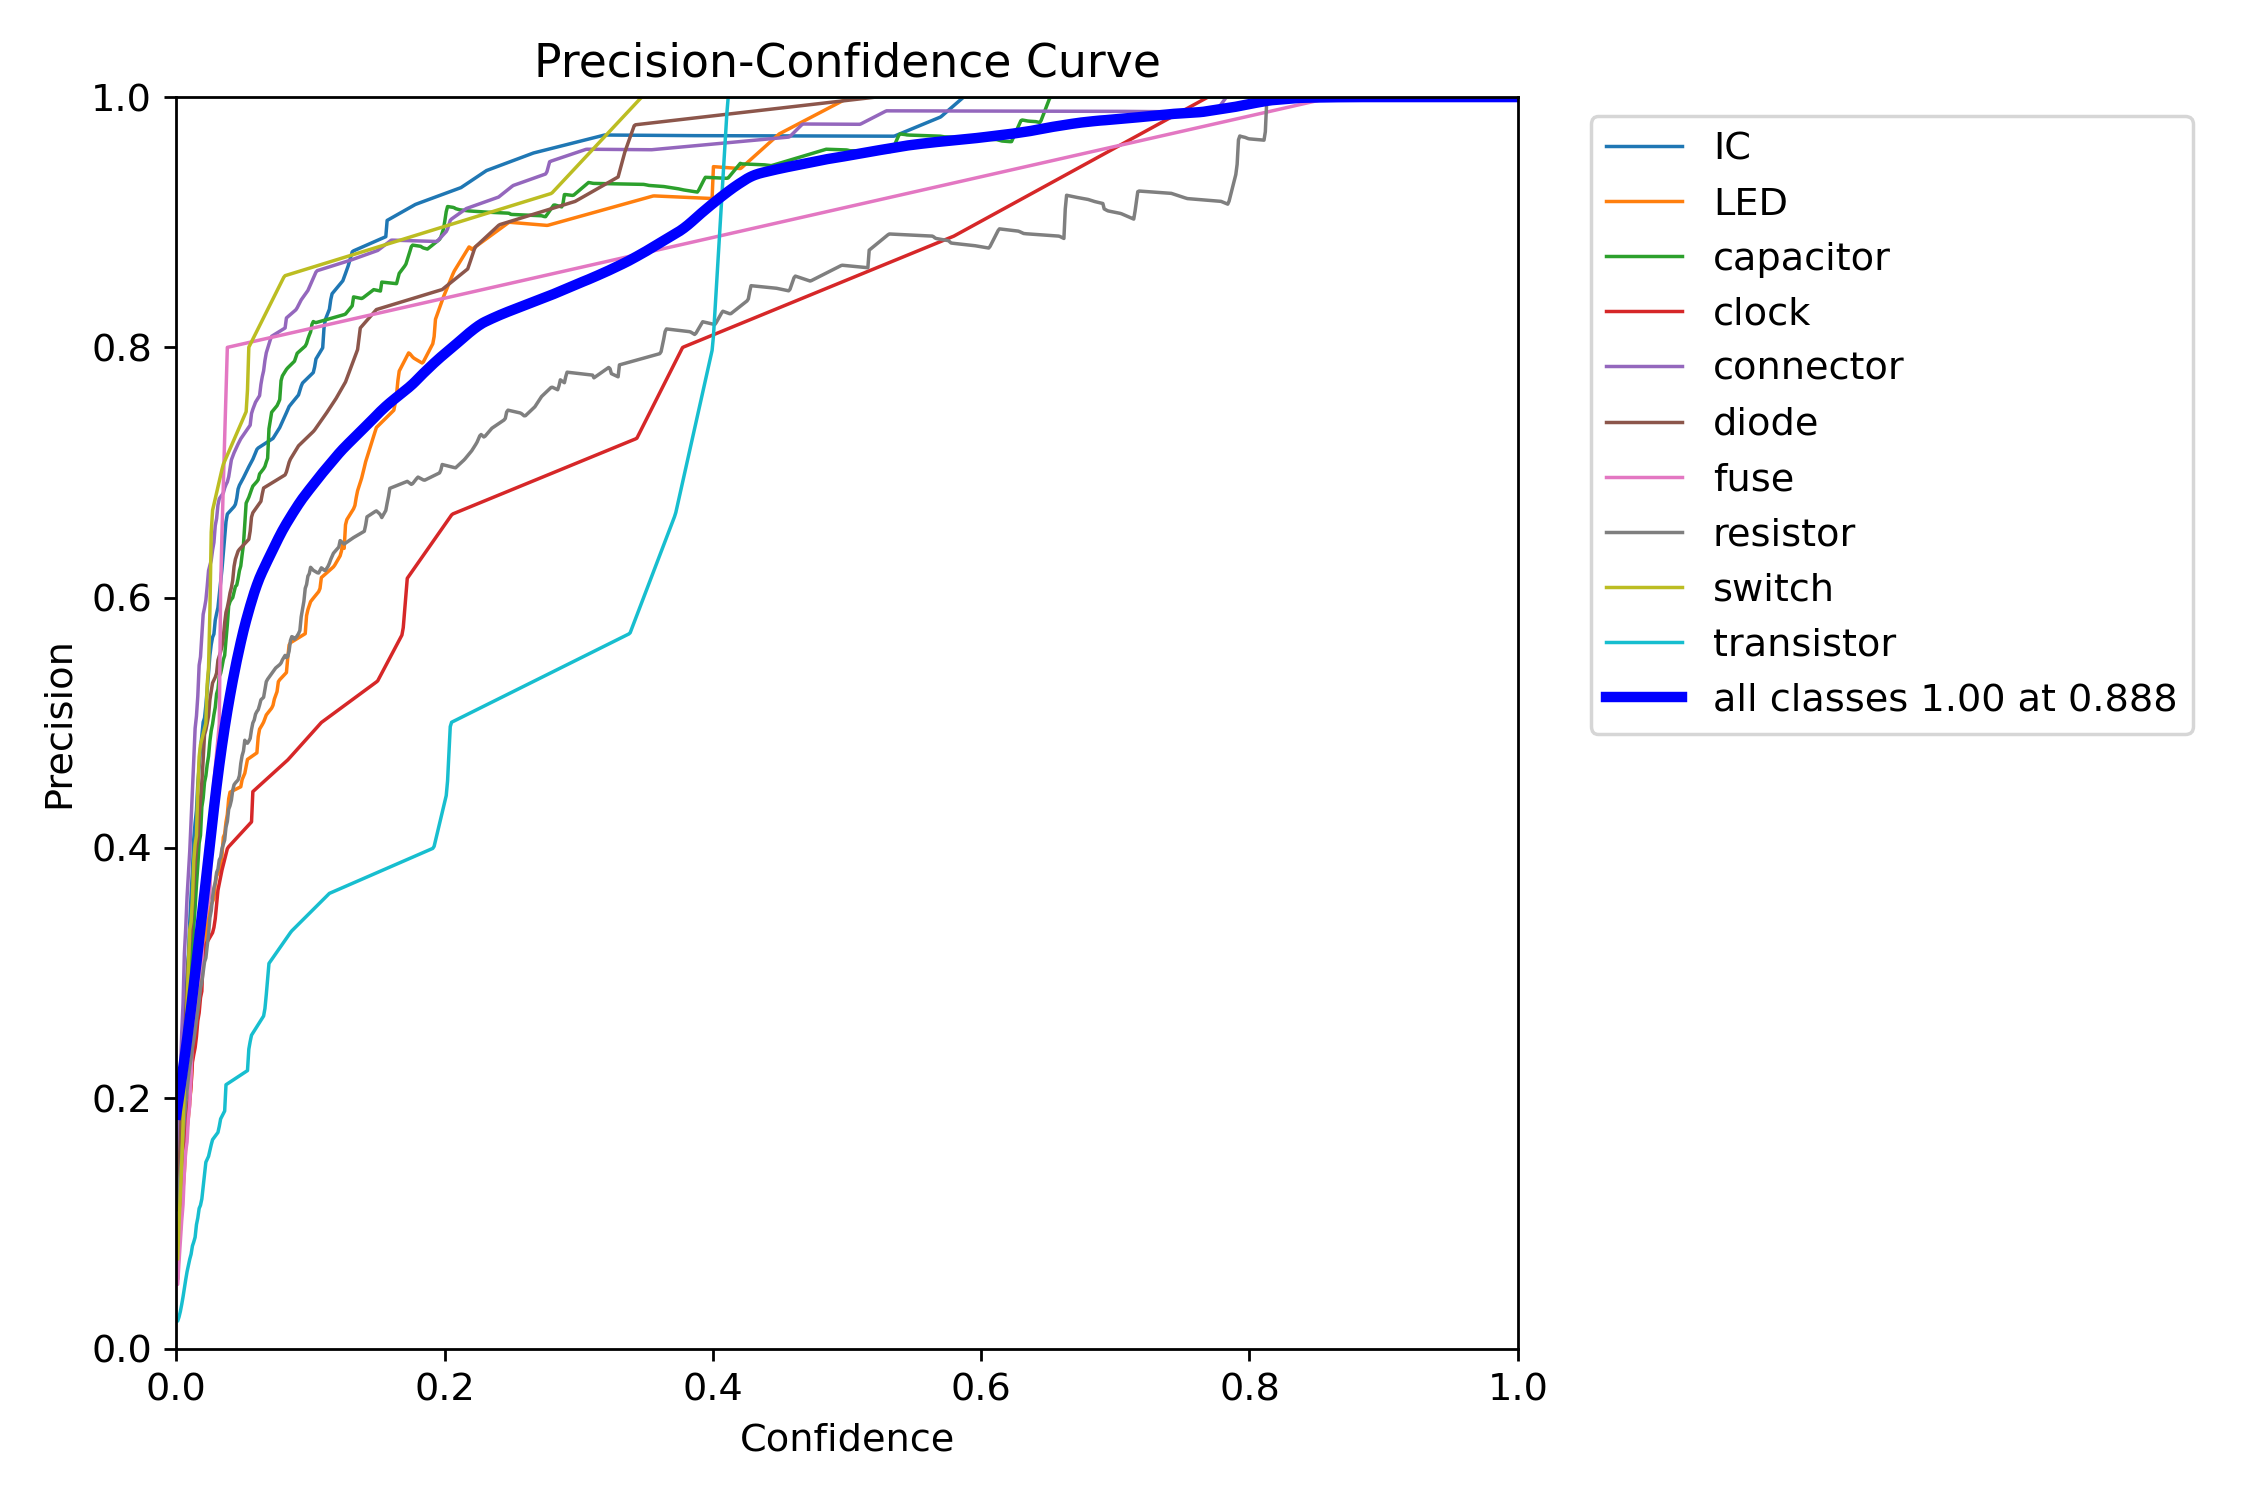 Precision-Confidence Curve
1.0
0.8
0.6
0.4
0.2
0.0
Precision
0.0 0.2 0.4 0.6 0.8 1.0
Confidence
IC
LED
capacitor
clock
connector
diode
fuse
resistor
switch
transistor
all classes 1.00 at 0.888